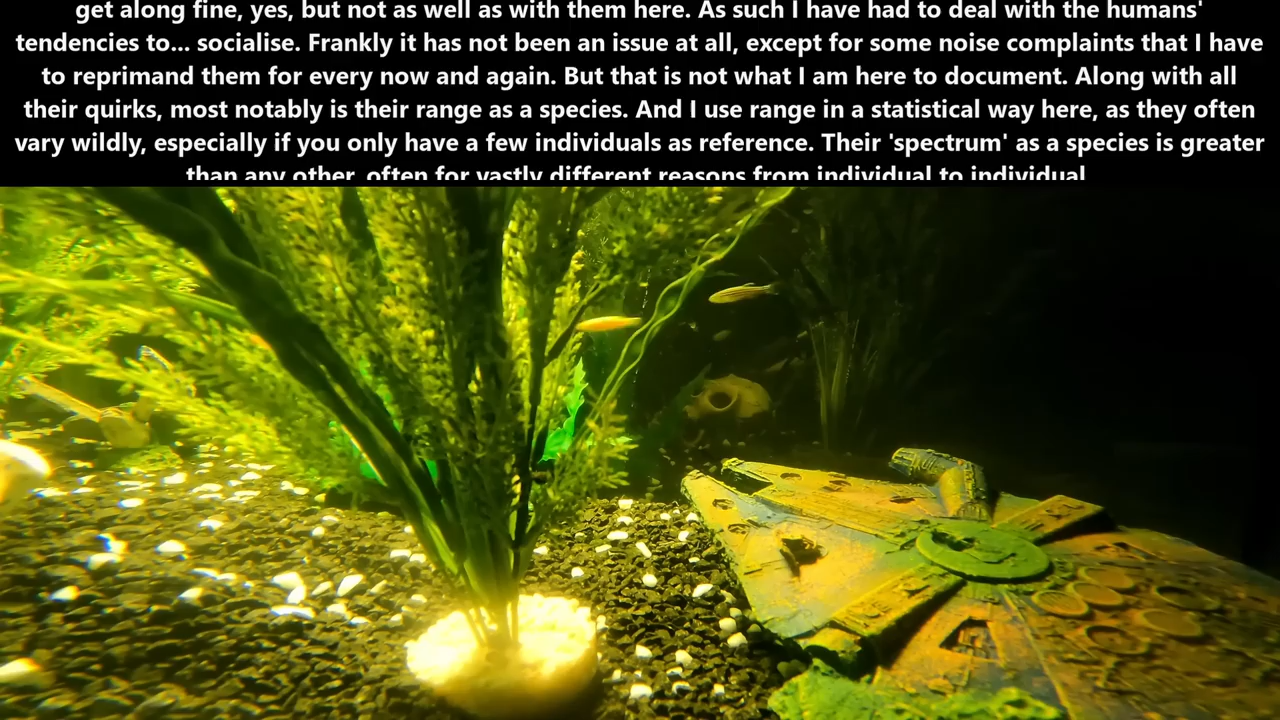 get along fine, yes, but not as well as with them here. As such I have had to deal with the humans'
tendencies to... socialise. Frankly it has not been an issue at all, except for some noise complaints that I have
to reprimand them for every now and again. But that is not what I am here to document. Along with all
their quirks, most notably is their range as a species. And I use range in a statistical way here, as they often
vary wildly, especially if you only have a few individuals as reference. Their 'spectrum' as a species is greater
than any other, often for vastly different reasons from individual to individual.